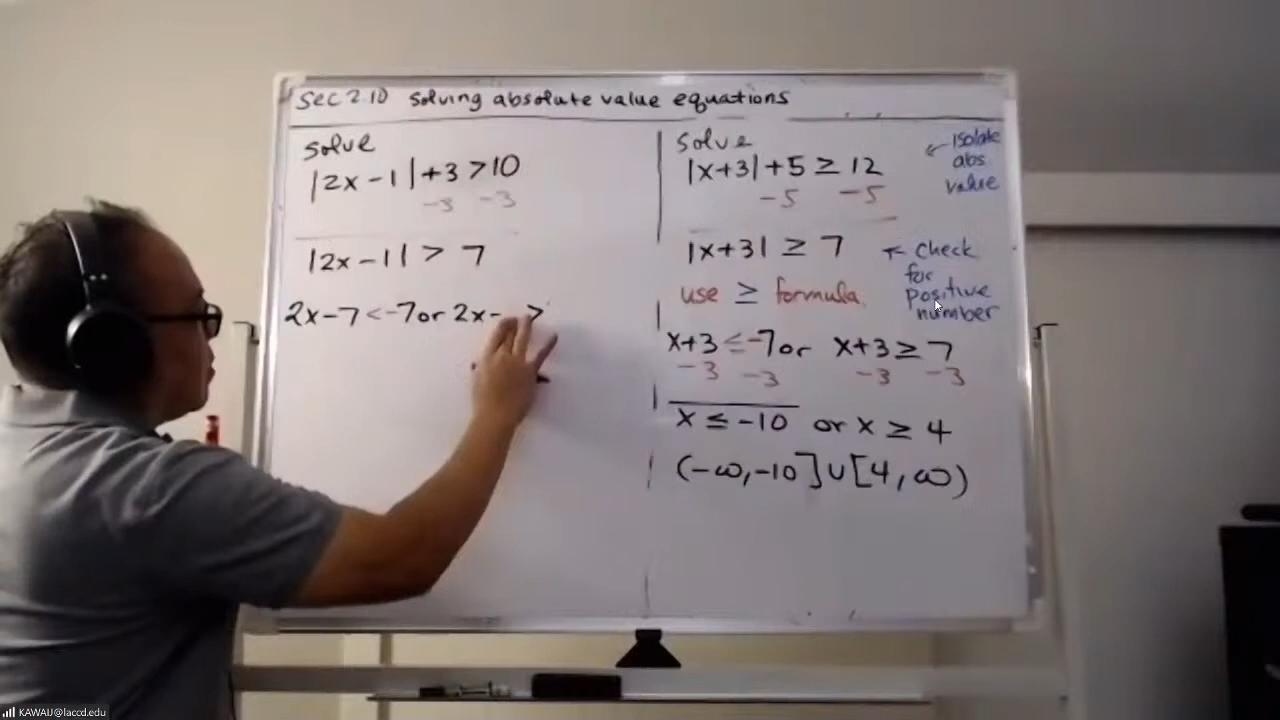 Sec 2.10 Solving absolute value equations
Solve
|2x - 1| + 3 > 10
-3 -3
|2x - 1| > 7
2x - 7 < -7 or 2x - >
Solve
|x+3| + 5 ≥ 12
-5 -5
|x+3| ≥ 7
use ≥ formula.
x+3 ≤ -7 or x+3 ≥ 7
-3 -3 -3 -3
x ≤ -10 or x ≥ 4
(-∞, -10] ∪ [4, ∞)
← isolate
abs.
value
← check
for
positive
number
KAWAIJ@laccd.edu